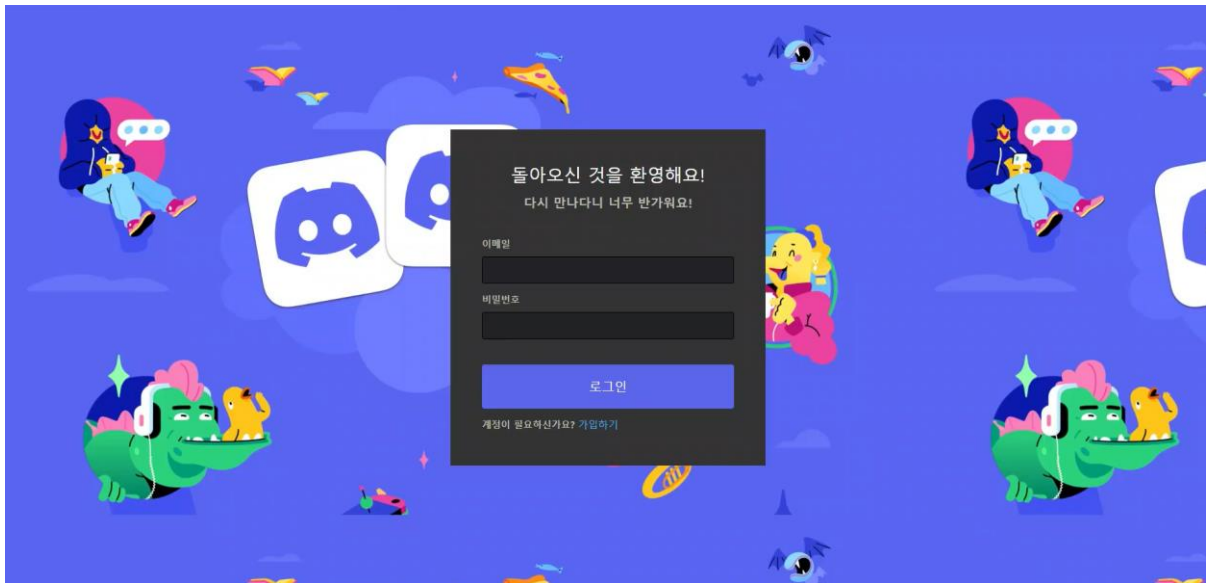 돌아오신 것을 환영해요!
다시 만나다니 너무 반가워요!
이메일
비밀번호
로그인
계정이 필요하신가요? 가입하기